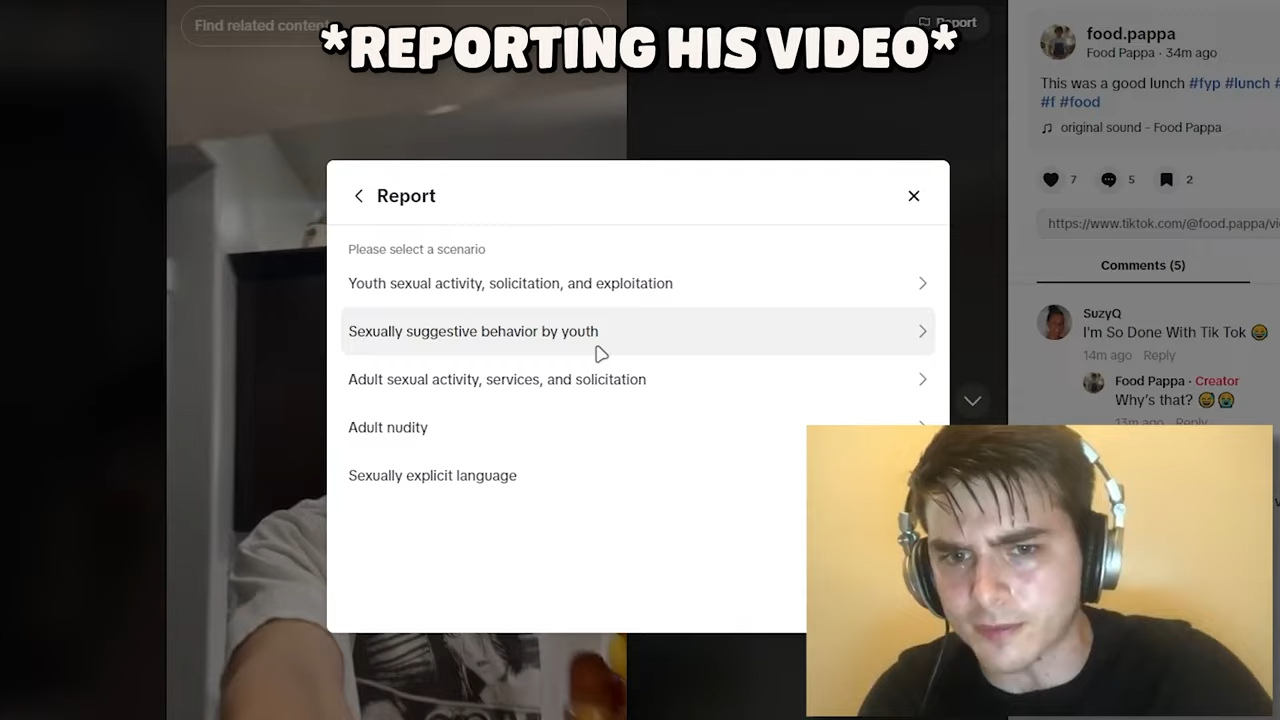 Find related content
Report
*REPORTING HIS VIDEO*
food.pappa
Food Pappa · 34m ago
This was a good lunch #fyp #lunch #
#f #food
original sound - Food Pappa
7
5
2
https://www.tiktok.com/@food.pappa/vi
Comments (5)
SuzyQ
I'm So Done With Tik Tok 😅
14m ago Reply
Food Pappa · Creator
Why's that? 😅😭
13m ago Reply
Report
Please select a scenario
Youth sexual activity, solicitation, and exploitation
Sexually suggestive behavior by youth
Adult sexual activity, services, and solicitation
Adult nudity
Sexually explicit language